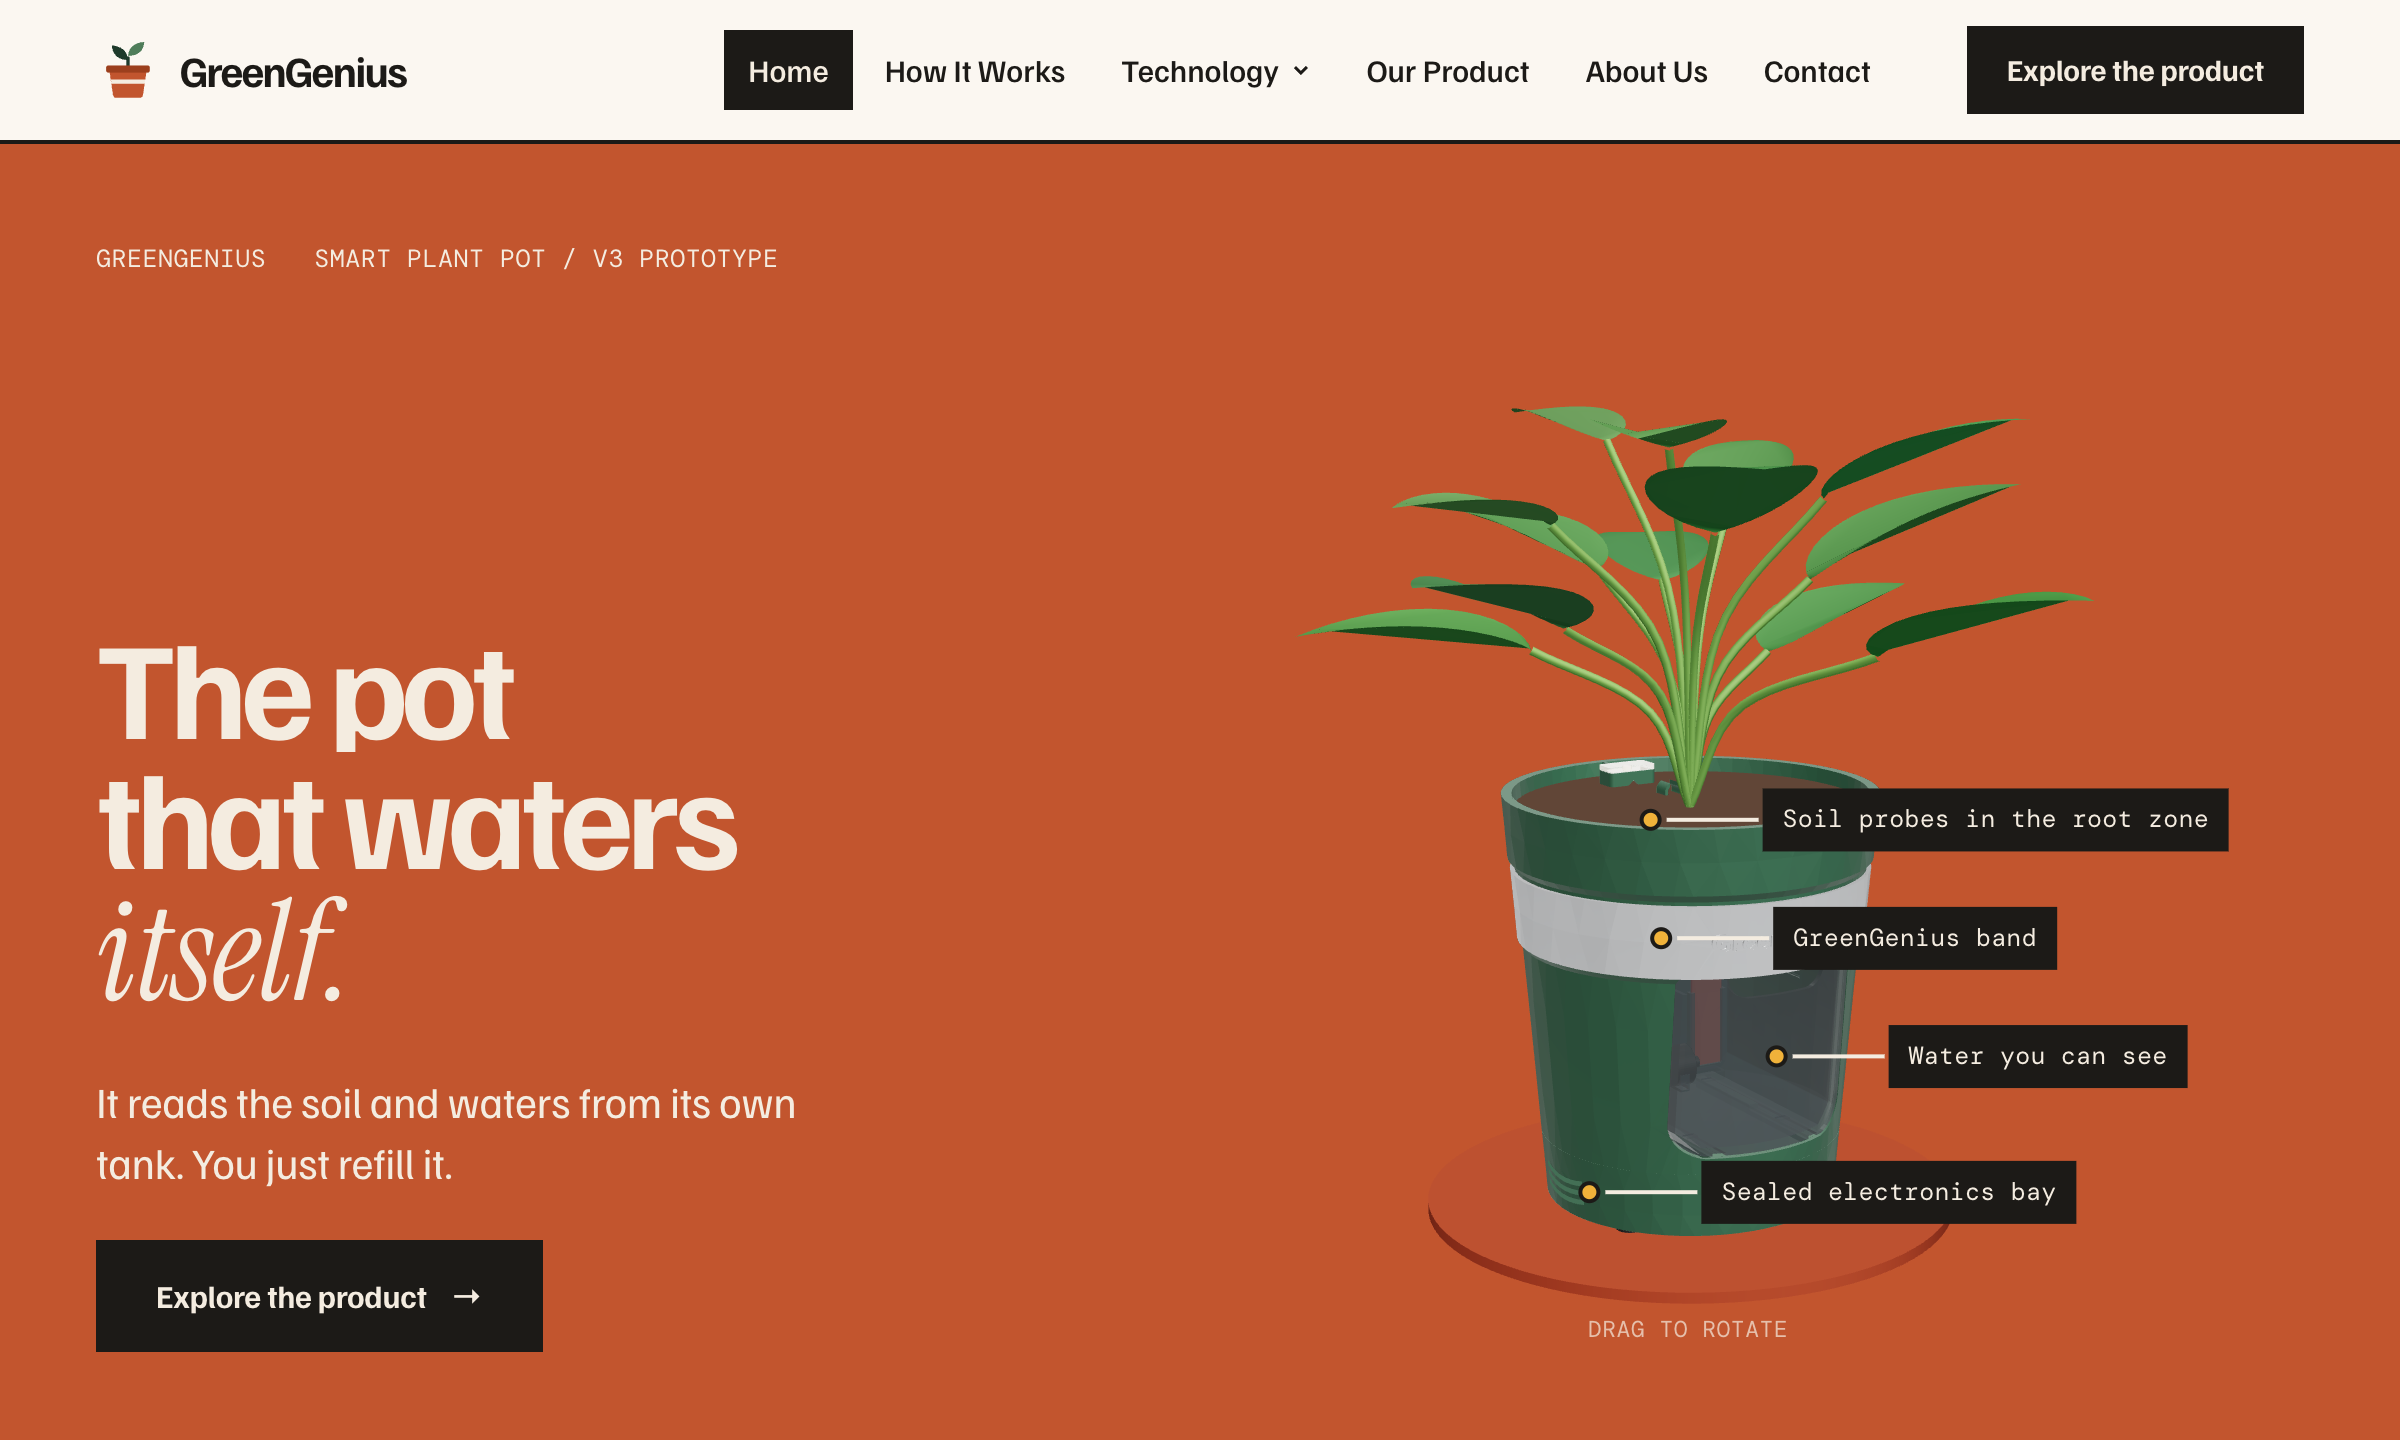 GreenGenius
Home
How It Works
Technology
Our Product
About Us
Contact
Explore the product
GREENGENIUS SMART PLANT POT / V3 PROTOTYPE
The pot
that waters
itself.
It reads the soil and waters from its own
tank. You just refill it.
Explore the product →
Soil probes in the root zone
GreenGenius band
Water you can see
Sealed electronics bay
DRAG TO ROTATE